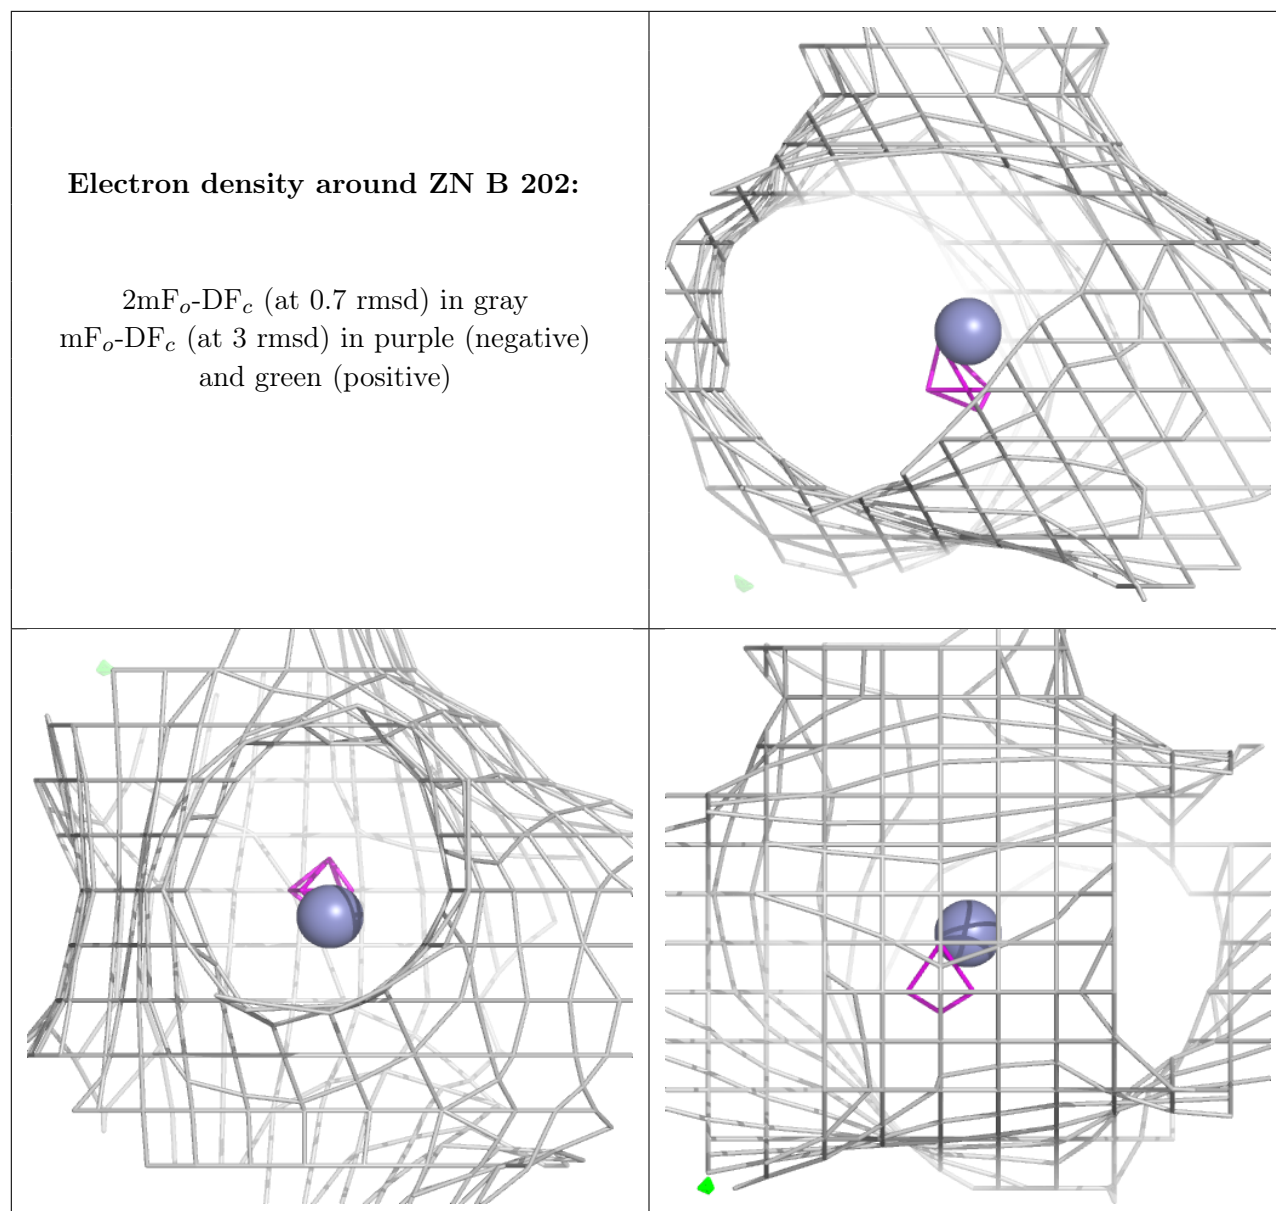 Electron density around ZN B 202:
2mFₒ-DF𝒸 (at 0.7 rmsd) in gray
mFₒ-DF𝒸 (at 3 rmsd) in purple (negative)
and green (positive)